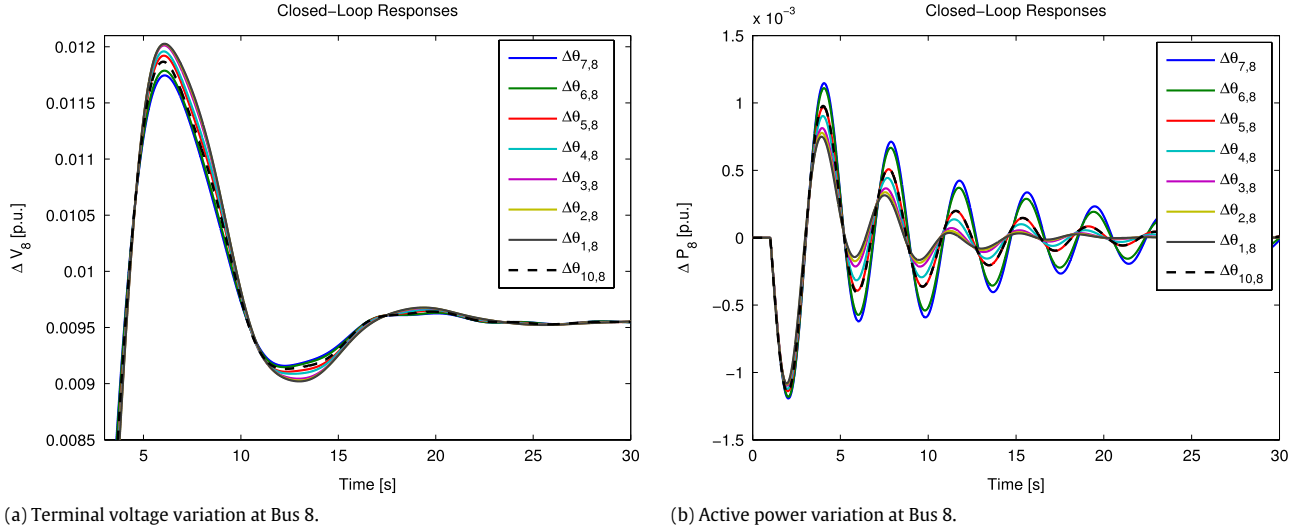 Closed−Loop Responses
0.012
0.0115
0.011
0.0105
0.01
0.0095
0.009
0.0085
Δ V8 [p.u.]
5
10
15
20
25
30
Time [s]
Δθ7,8
Δθ6,8
Δθ5,8
Δθ4,8
Δθ3,8
Δθ2,8
Δθ1,8
Δθ10,8
(a) Terminal voltage variation at Bus 8.
Closed−Loop Responses
x 10−3
1.5
1
0.5
0
−0.5
−1
−1.5
Δ P8 [p.u.]
0
5
10
15
20
25
30
Time [s]
Δθ7,8
Δθ6,8
Δθ5,8
Δθ4,8
Δθ3,8
Δθ2,8
Δθ1,8
Δθ10,8
(b) Active power variation at Bus 8.